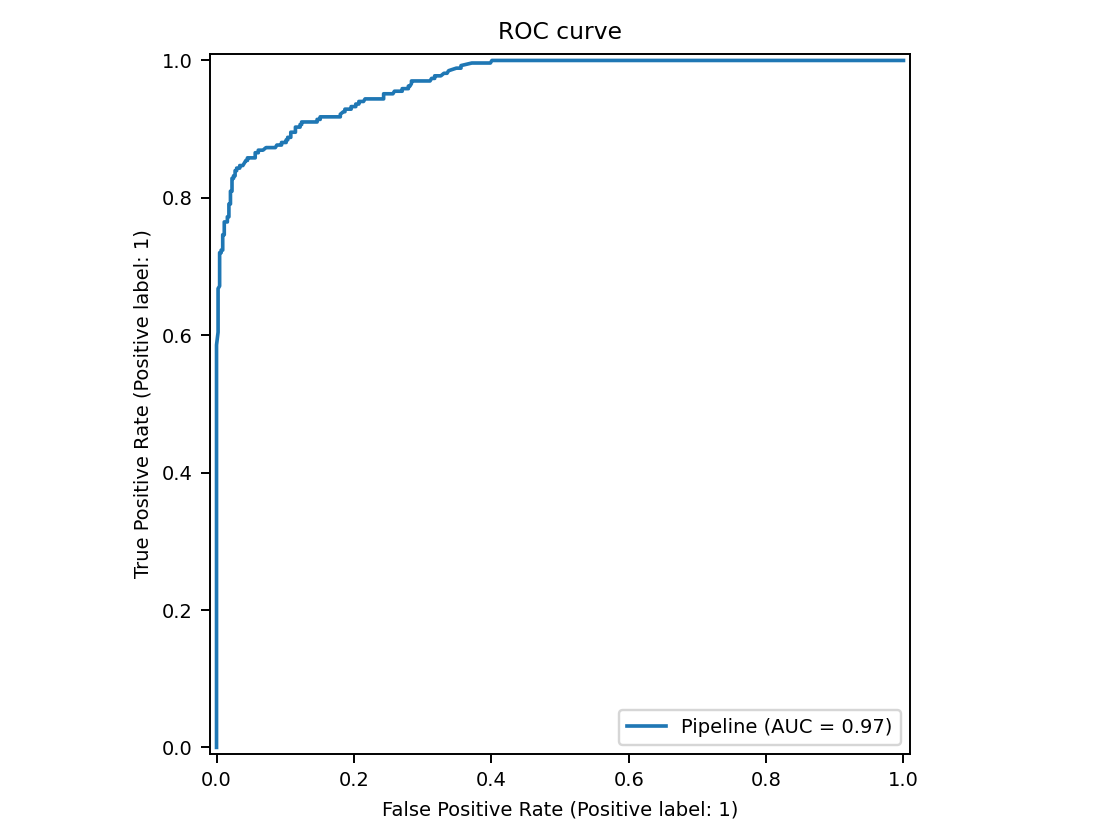 ROC curve
True Positive Rate (Positive label: 1)
1.0
0.8
0.6
0.4
0.2
0.0
Pipeline (AUC = 0.97)
0.0 0.2 0.4 0.6 0.8 1.0
False Positive Rate (Positive label: 1)